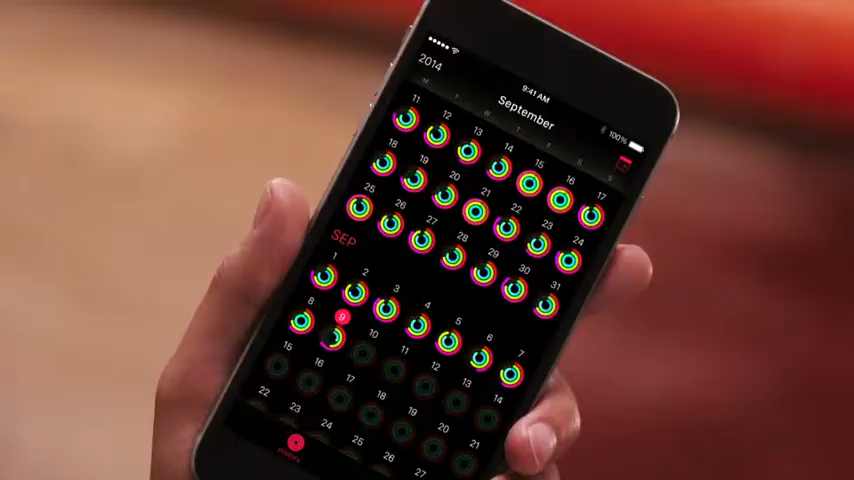 9:41 AM
100%
2014
September
M T W T F S S
11 12 13 14 15 16 17
18 19 20 21 22 23 24
25 26 27 28 29 30 31
SEP
1 2 3 4 5 6 7
8 9 10 11 12 13 14
15 16 17 18 19 20 21
22 23 24 25 26 27